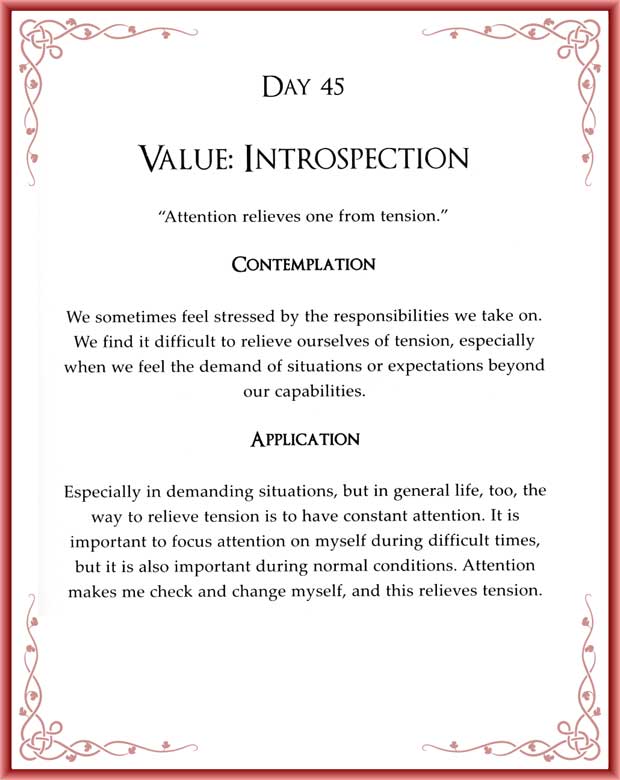 Day 45
Value: Introspection
“Attention relieves one from tension.”
Contemplation
We sometimes feel stressed by the responsibilities we take on.
We find it difficult to relieve ourselves of tension, especially
when we feel the demand of situations or expectations beyond
our capabilities.
Application
Especially in demanding situations, but in general life, too, the
way to relieve tension is to have constant attention. It is
important to focus attention on myself during difficult times,
but it is also important during normal conditions. Attention
makes me check and change myself, and this relieves tension.